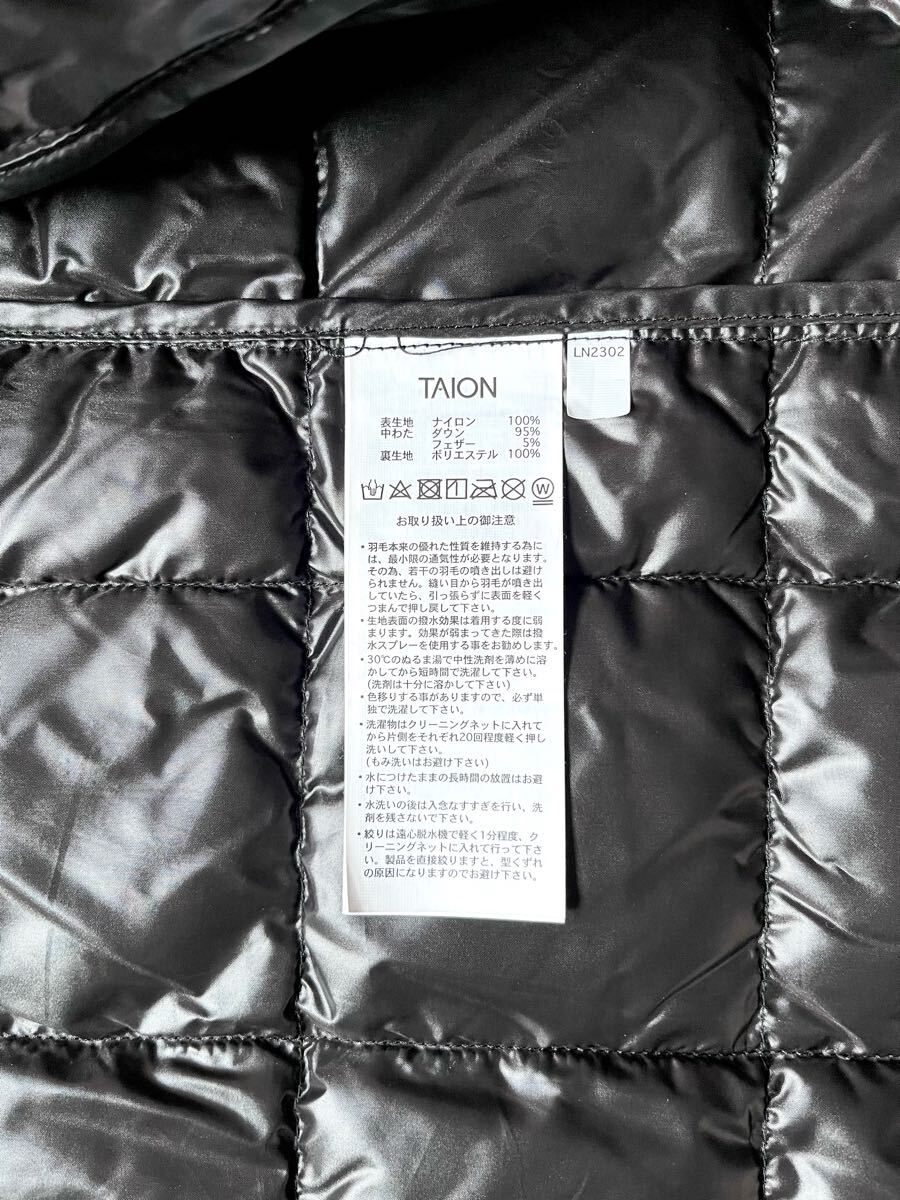 TAION
LN2302
表生地 ナイロン 100%
中わた ダウン 95%
フェザー 5%
裏生地 ポリエステル 100%
W
お取り扱い上の御注意
・羽毛本来の優れた性質を維持する為に
は、最小限の通気性が必要となります。
その為、若干の羽毛の噴き出しは避け
られません。縫い目から羽毛が噴き出
していたら、引っ張らずに表面を軽く
つまんで押し戻して下さい。
・生地表面の撥水効果は着用する度に弱
まります。効果が弱まってきた際は撥
水スプレーを使用する事をお勧めします。
・30℃のぬるま湯で中性洗剤を薄めに溶
かしてから短時間で洗濯して下さい。
(洗剤は十分に溶かして下さい)
・色移りする事がありますので、必ず単
独で洗濯して下さい。
・洗濯物はクリーニングネットに入れて
から片側をそれぞれ20回程度軽く押し
洗いして下さい。
(もみ洗いはお避け下さい)
・水につけたままの長時間の放置はお避
け下さい。
・水洗いの後は入念なすすぎを行い、洗
剤を残さないで下さい。
・絞りは遠心脱水機で軽く1分程度、ク
リーニングネットに入れて行って下さ
い。製品を直接絞りますと、型くずれ
の原因になりますのでお避け下さい。